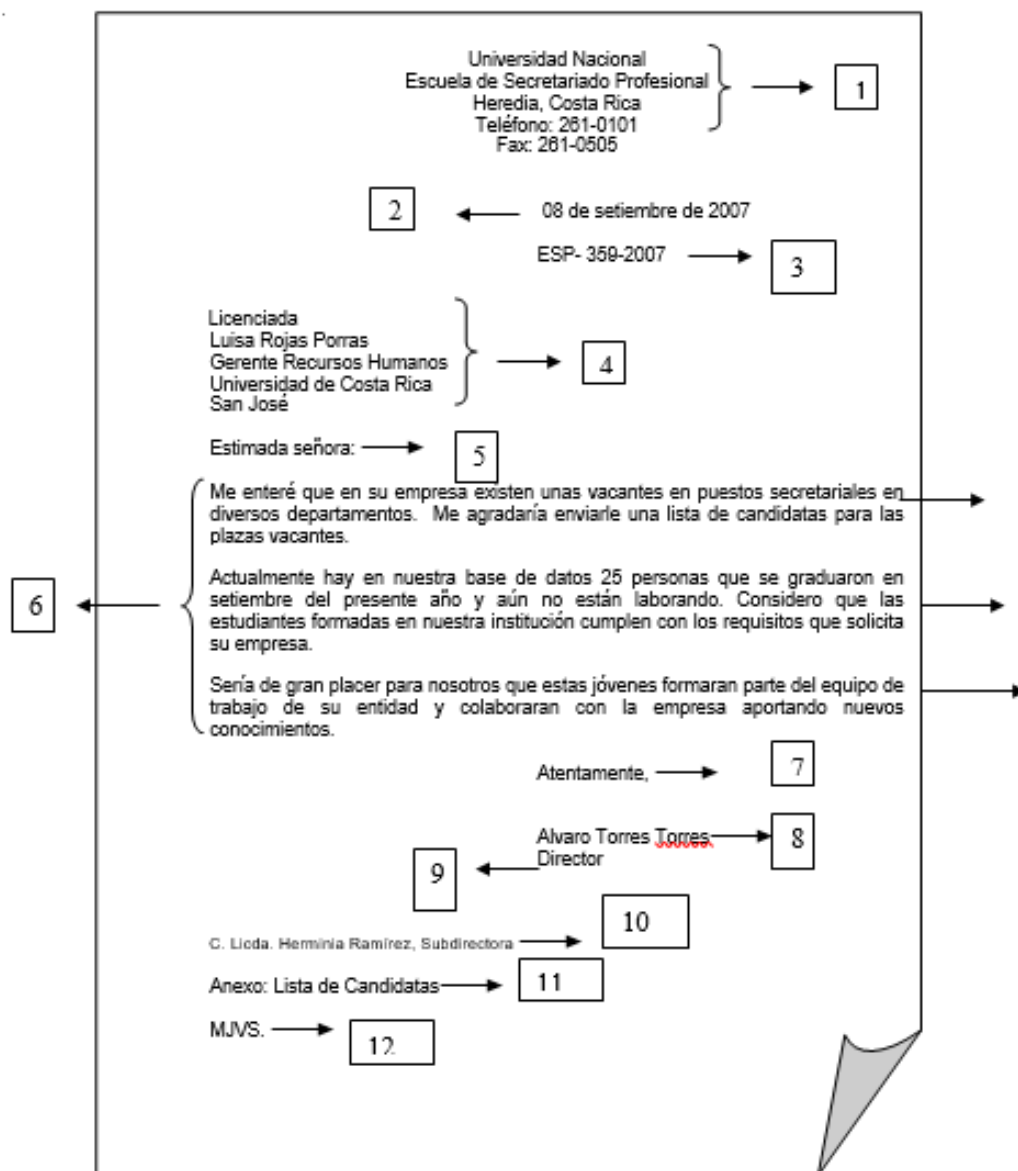 Universidad Nacional
Escuela de Secretariado Profesional
Heredia, Costa Rica
Teléfono: 261-0101
Fax: 261-0505
1
2
08 de setiembre de 2007
ESP- 359-2007
3
Licenciada
Luisa Rojas Porras
Gerente Recursos Humanos
Universidad de Costa Rica
San José
4
Estimada señora:
5
Me enteré que en su empresa existen unas vacantes en puestos secretariales en
diversos departamentos. Me agradaría enviarle una lista de candidatas para las
plazas vacantes.
Actualmente hay en nuestra base de datos 25 personas que se graduaron en
setiembre del presente año y aún no están laborando. Considero que las
estudiantes formadas en nuestra institución cumplen con los requisitos que solicita
su empresa.
6
Sería de gran placer para nosotros que estas jóvenes formaran parte del equipo de
trabajo de su entidad y colaboraran con la empresa aportando nuevos
conocimientos.
Atentamente,
7
Alvaro Torres Torres
8
Director
9
10
C. Licda. Herminia Ramírez, Subdirectora
Anexo: Lista de Candidatas
11
MJVS.
12